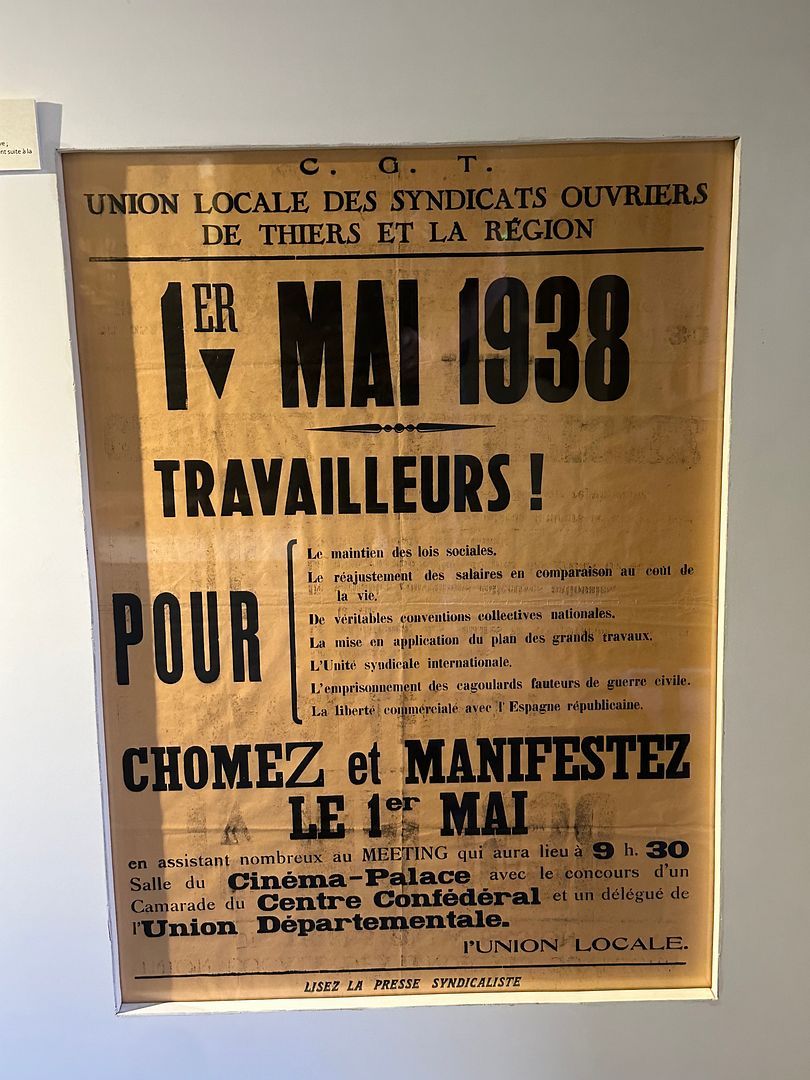 ve ;
nt suite à la
C. G. T.
UNION LOCALE DES SYNDICATS OUVRIERS
DE THIERS ET LA RÉGION
1ER MAI 1938
TRAVAILLEURS !
POUR
Le maintien des lois sociales.
Le réajustement des salaires en comparaison au coût de
la vie.
De véritables conventions collectives nationales.
La mise en application du plan des grands travaux.
L'Unité syndicale internationale.
L'emprisonnement des cagoulards fauteurs de guerre civile.
La liberté commerciale avec l'Espagne républicaine.
CHOMEZ et MANIFESTEZ
LE 1er MAI
en assistant nombreux au MEETING qui aura lieu à 9 h. 30
Salle du Cinéma-Palace avec le concours d'un
Camarade du Centre Confédéral et un délégué de
l'Union Départementale.
l'UNION LOCALE.
LISEZ LA PRESSE SYNDICALISTE